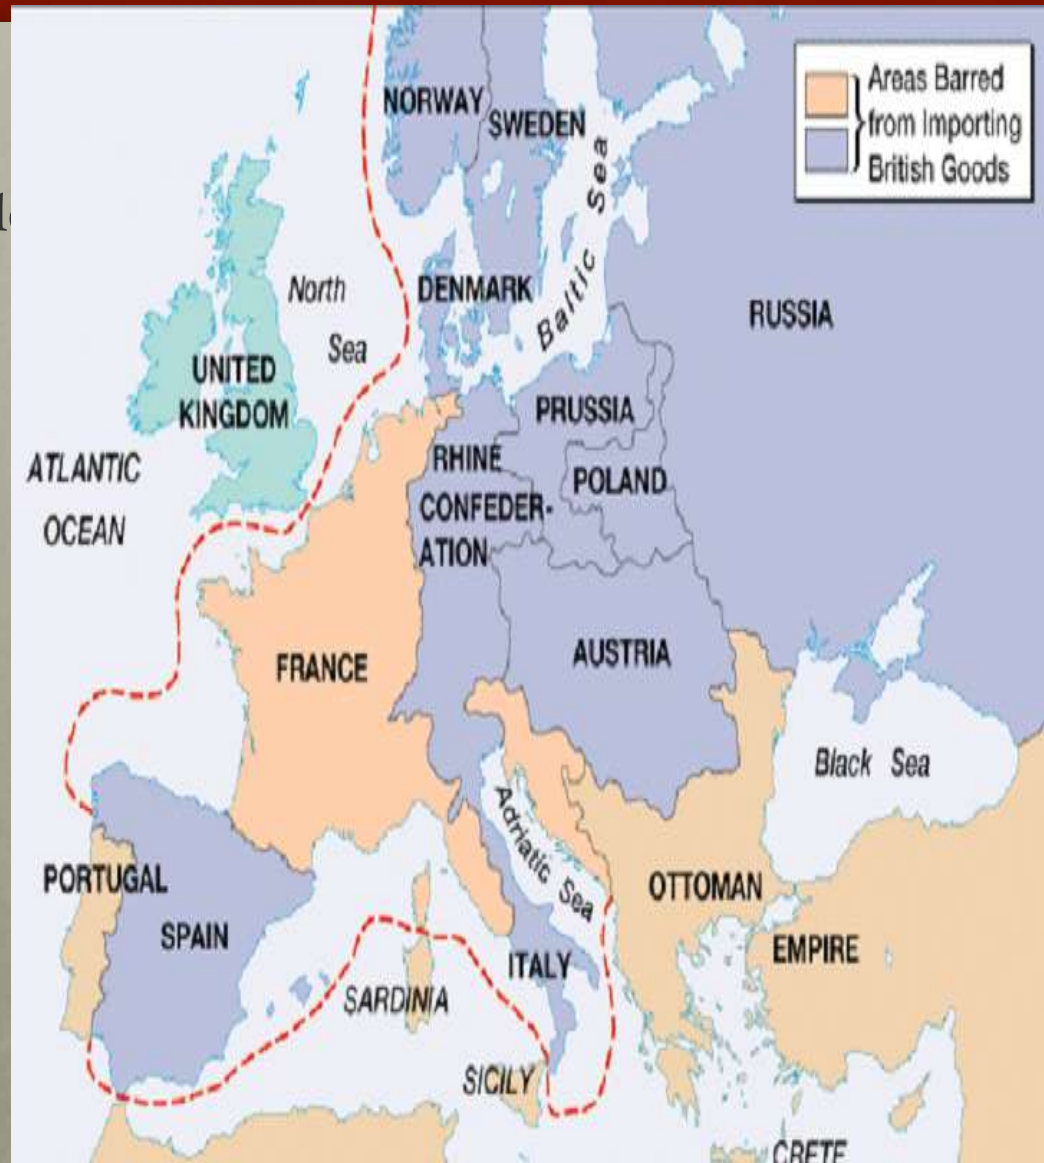 Areas Barred
from Importing
British Goods
NORWAY
SWEDEN
Baltic Sea
North
Sea
DENMARK
RUSSIA
UNITED
KINGDOM
PRUSSIA
RHINE
CONFEDER-
ATION
POLAND
ATLANTIC
OCEAN
FRANCE
AUSTRIA
Black Sea
Adriatic Sea
PORTUGAL
SPAIN
OTTOMAN
EMPIRE
ITALY
SARDINIA
SICILY
CRETE